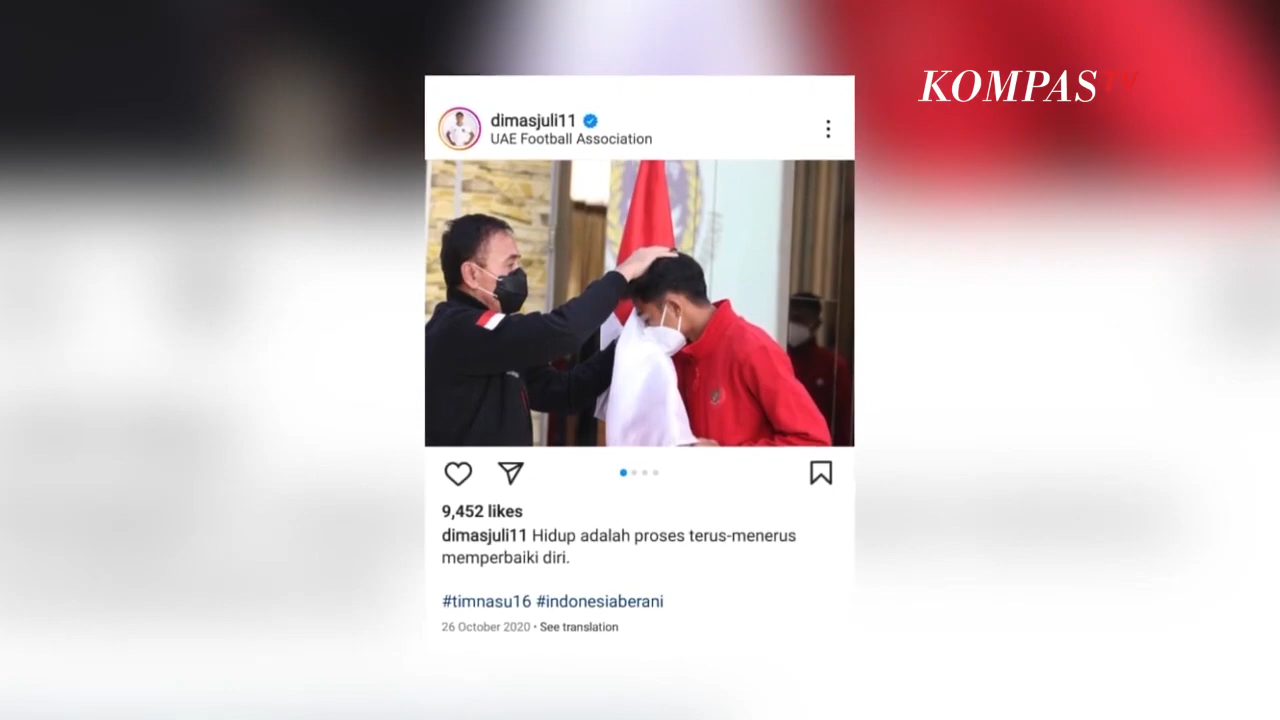 KOMPAS TV
dimasjuli11
UAE Football Association
9,452 likes
dimasjuli11 Hidup adalah proses terus-menerus
memperbaiki diri.
#timnasu16 #indonesiaberani
26 October 2020 • See translation